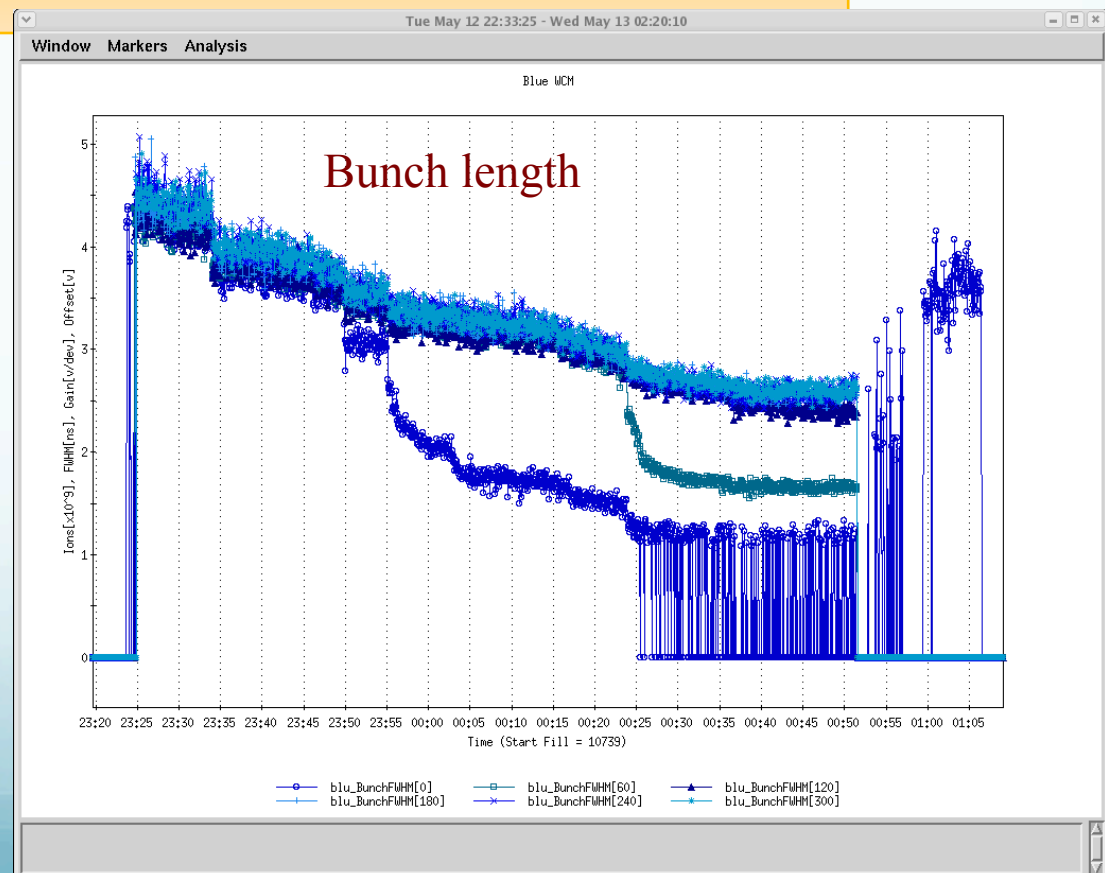 Tue May 12 22:33:25 - Wed May 13 02:20:10
Window Markers Analysis
Blue WCM
Bunch length
Ions[x10^9], FWHM[ns], Gain[v/dev], Offset[v]
5
4
3
2
1
0
23:20 23:25 23:30 23:35 23:40 23:45 23:50 23:55 00:00 00:05 00:10 00:15 00:20 00:25 00:30 00:35 00:40 00:45 00:50 00:55 01:00 01:05
Time (Start Fill = 10739)
blu_BunchFWHM[0] blu_BunchFWHM[60] blu_BunchFWHM[120]
blu_BunchFWHM[180] blu_BunchFWHM[240] blu_BunchFWHM[300]